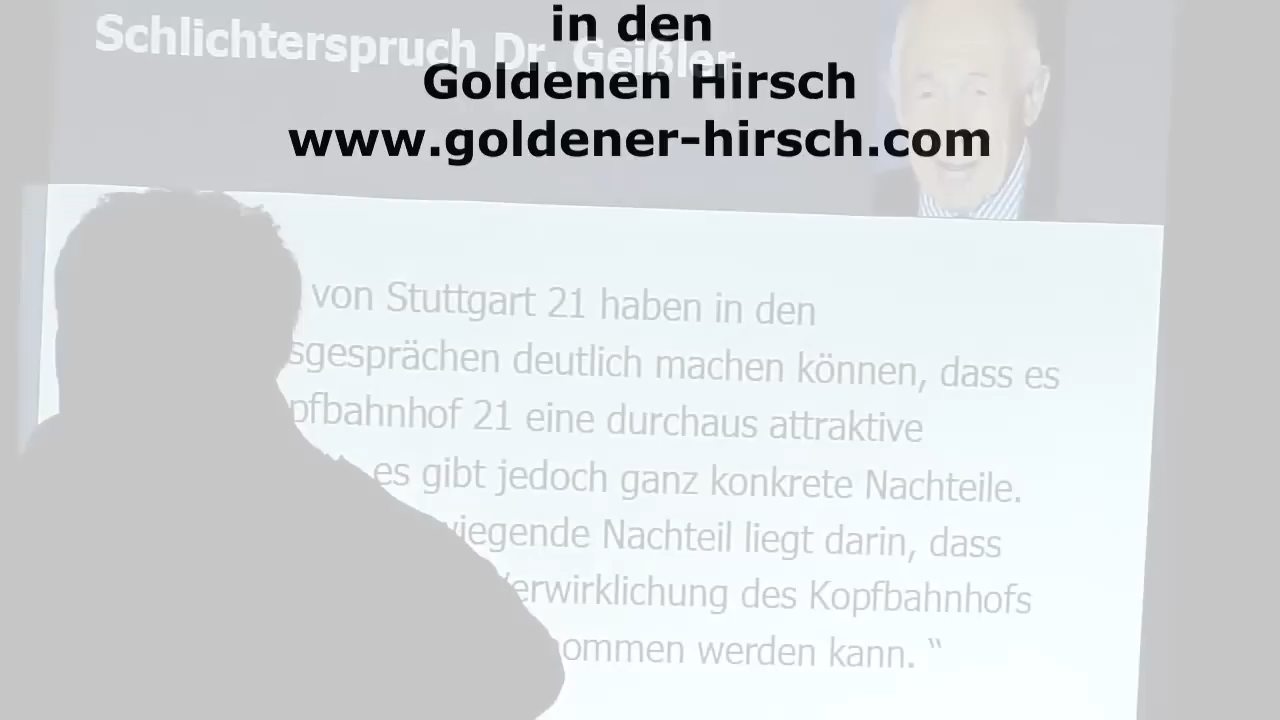 in den
Schlichterspruch Dr. Geißler
Goldenen Hirsch
www.goldener-hirsch.com
von Stuttgart 21 haben in den
sgesprächen deutlich machen können, dass es
pfbahnhof 21 eine durchaus attraktive
es gibt jedoch ganz konkrete Nachteile.
wiegende Nachteil liegt darin, dass
Verwirklichung des Kopfbahnhofs
ommen werden kann. “